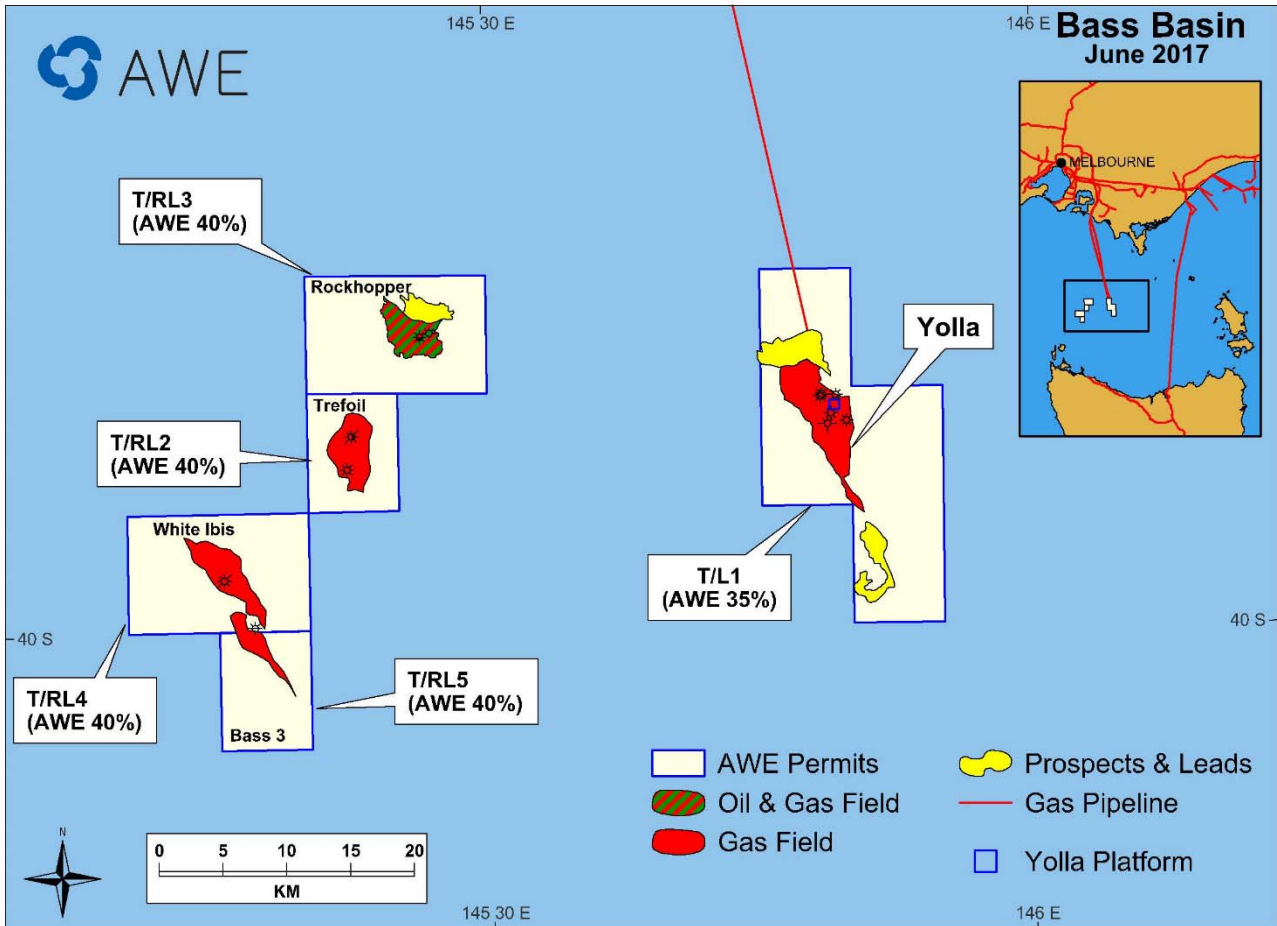 145 30 E
146 E
Bass Basin
June 2017
AWE
MELBOURNE
T/RL3
(AWE 40%)
Rockhopper
Yolla
Trefoil
T/RL2
(AWE 40%)
White Ibis
T/L1
(AWE 35%)
40 S
40 S
T/RL4
(AWE 40%)
T/RL5
(AWE 40%)
Bass 3
AWE Permits
Prospects & Leads
Oil & Gas Field
Gas Pipeline
Gas Field
Yolla Platform
N
0 5 10 15 20
KM
145 30 E
146 E